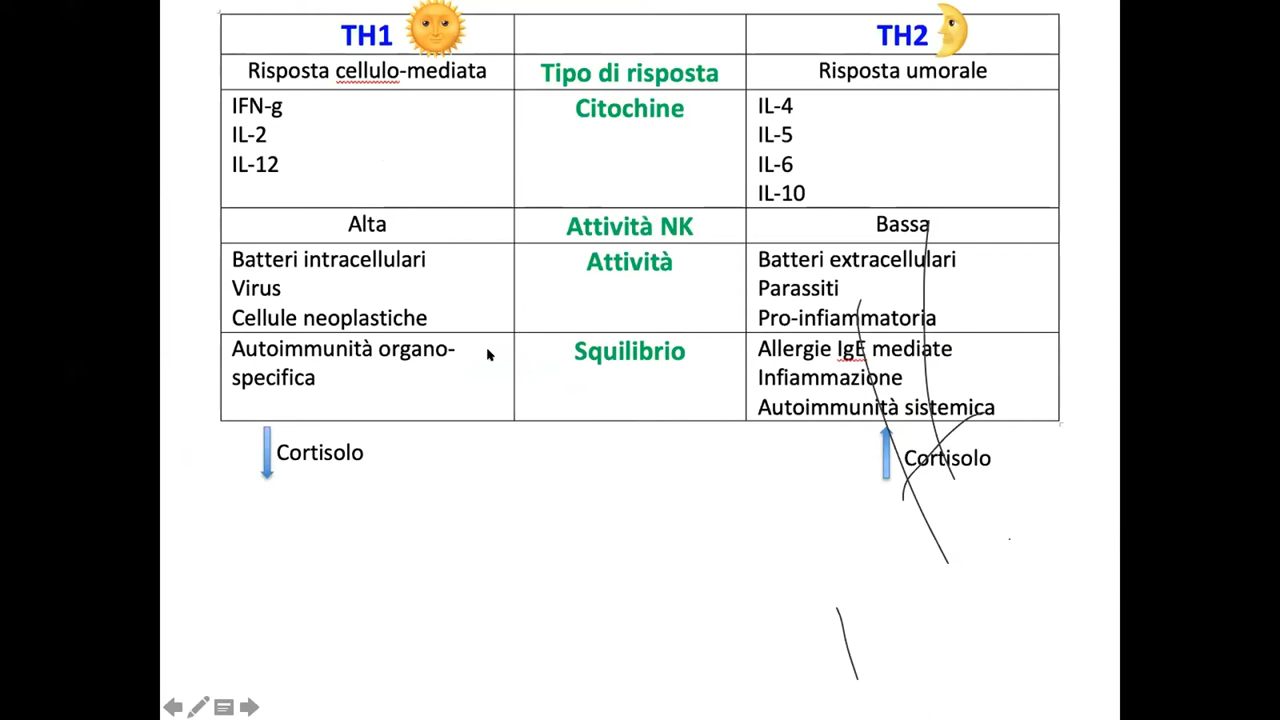 TH1
TH2
Risposta cellulo-mediata
Tipo di risposta
Risposta umorale
IFN-g
IL-2
IL-12
Citochine
IL-4
IL-5
IL-6
IL-10
Alta
Attività NK
Bassa
Batteri intracellulari
Virus
Cellule neoplastiche
Attività
Batteri extracellulari
Parassiti
Pro-infiammatoria
Autoimmunità organo-
specifica
Squilibrio
Allergie IgE mediate
Infiammazione
Autoimmunità sistemica
Cortisolo
Cortisolo